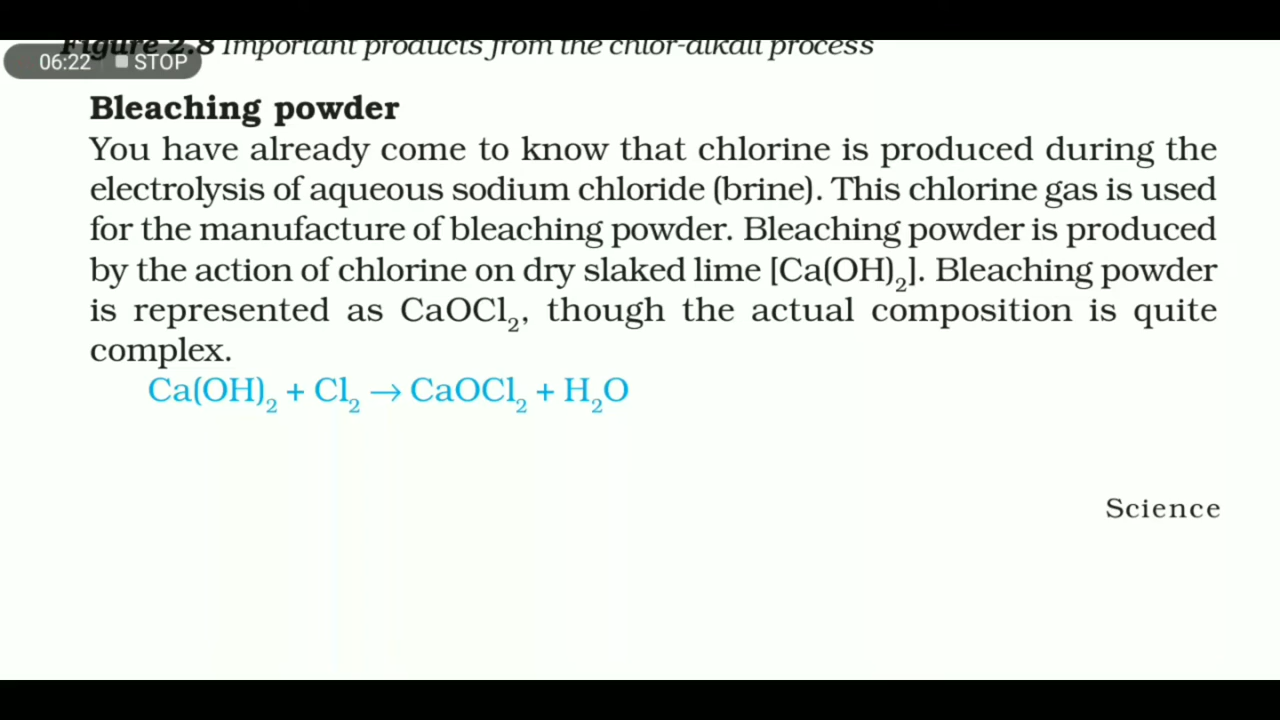 Figure 2.8 Important products from the chlor-alkali process
06:22 STOP
Bleaching powder
You have already come to know that chlorine is produced during the
electrolysis of aqueous sodium chloride (brine). This chlorine gas is used
for the manufacture of bleaching powder. Bleaching powder is produced
by the action of chlorine on dry slaked lime [Ca(OH)₂]. Bleaching powder
is represented as CaOCl₂, though the actual composition is quite
complex.
Ca(OH)₂ + Cl₂ → CaOCl₂ + H₂O
Science